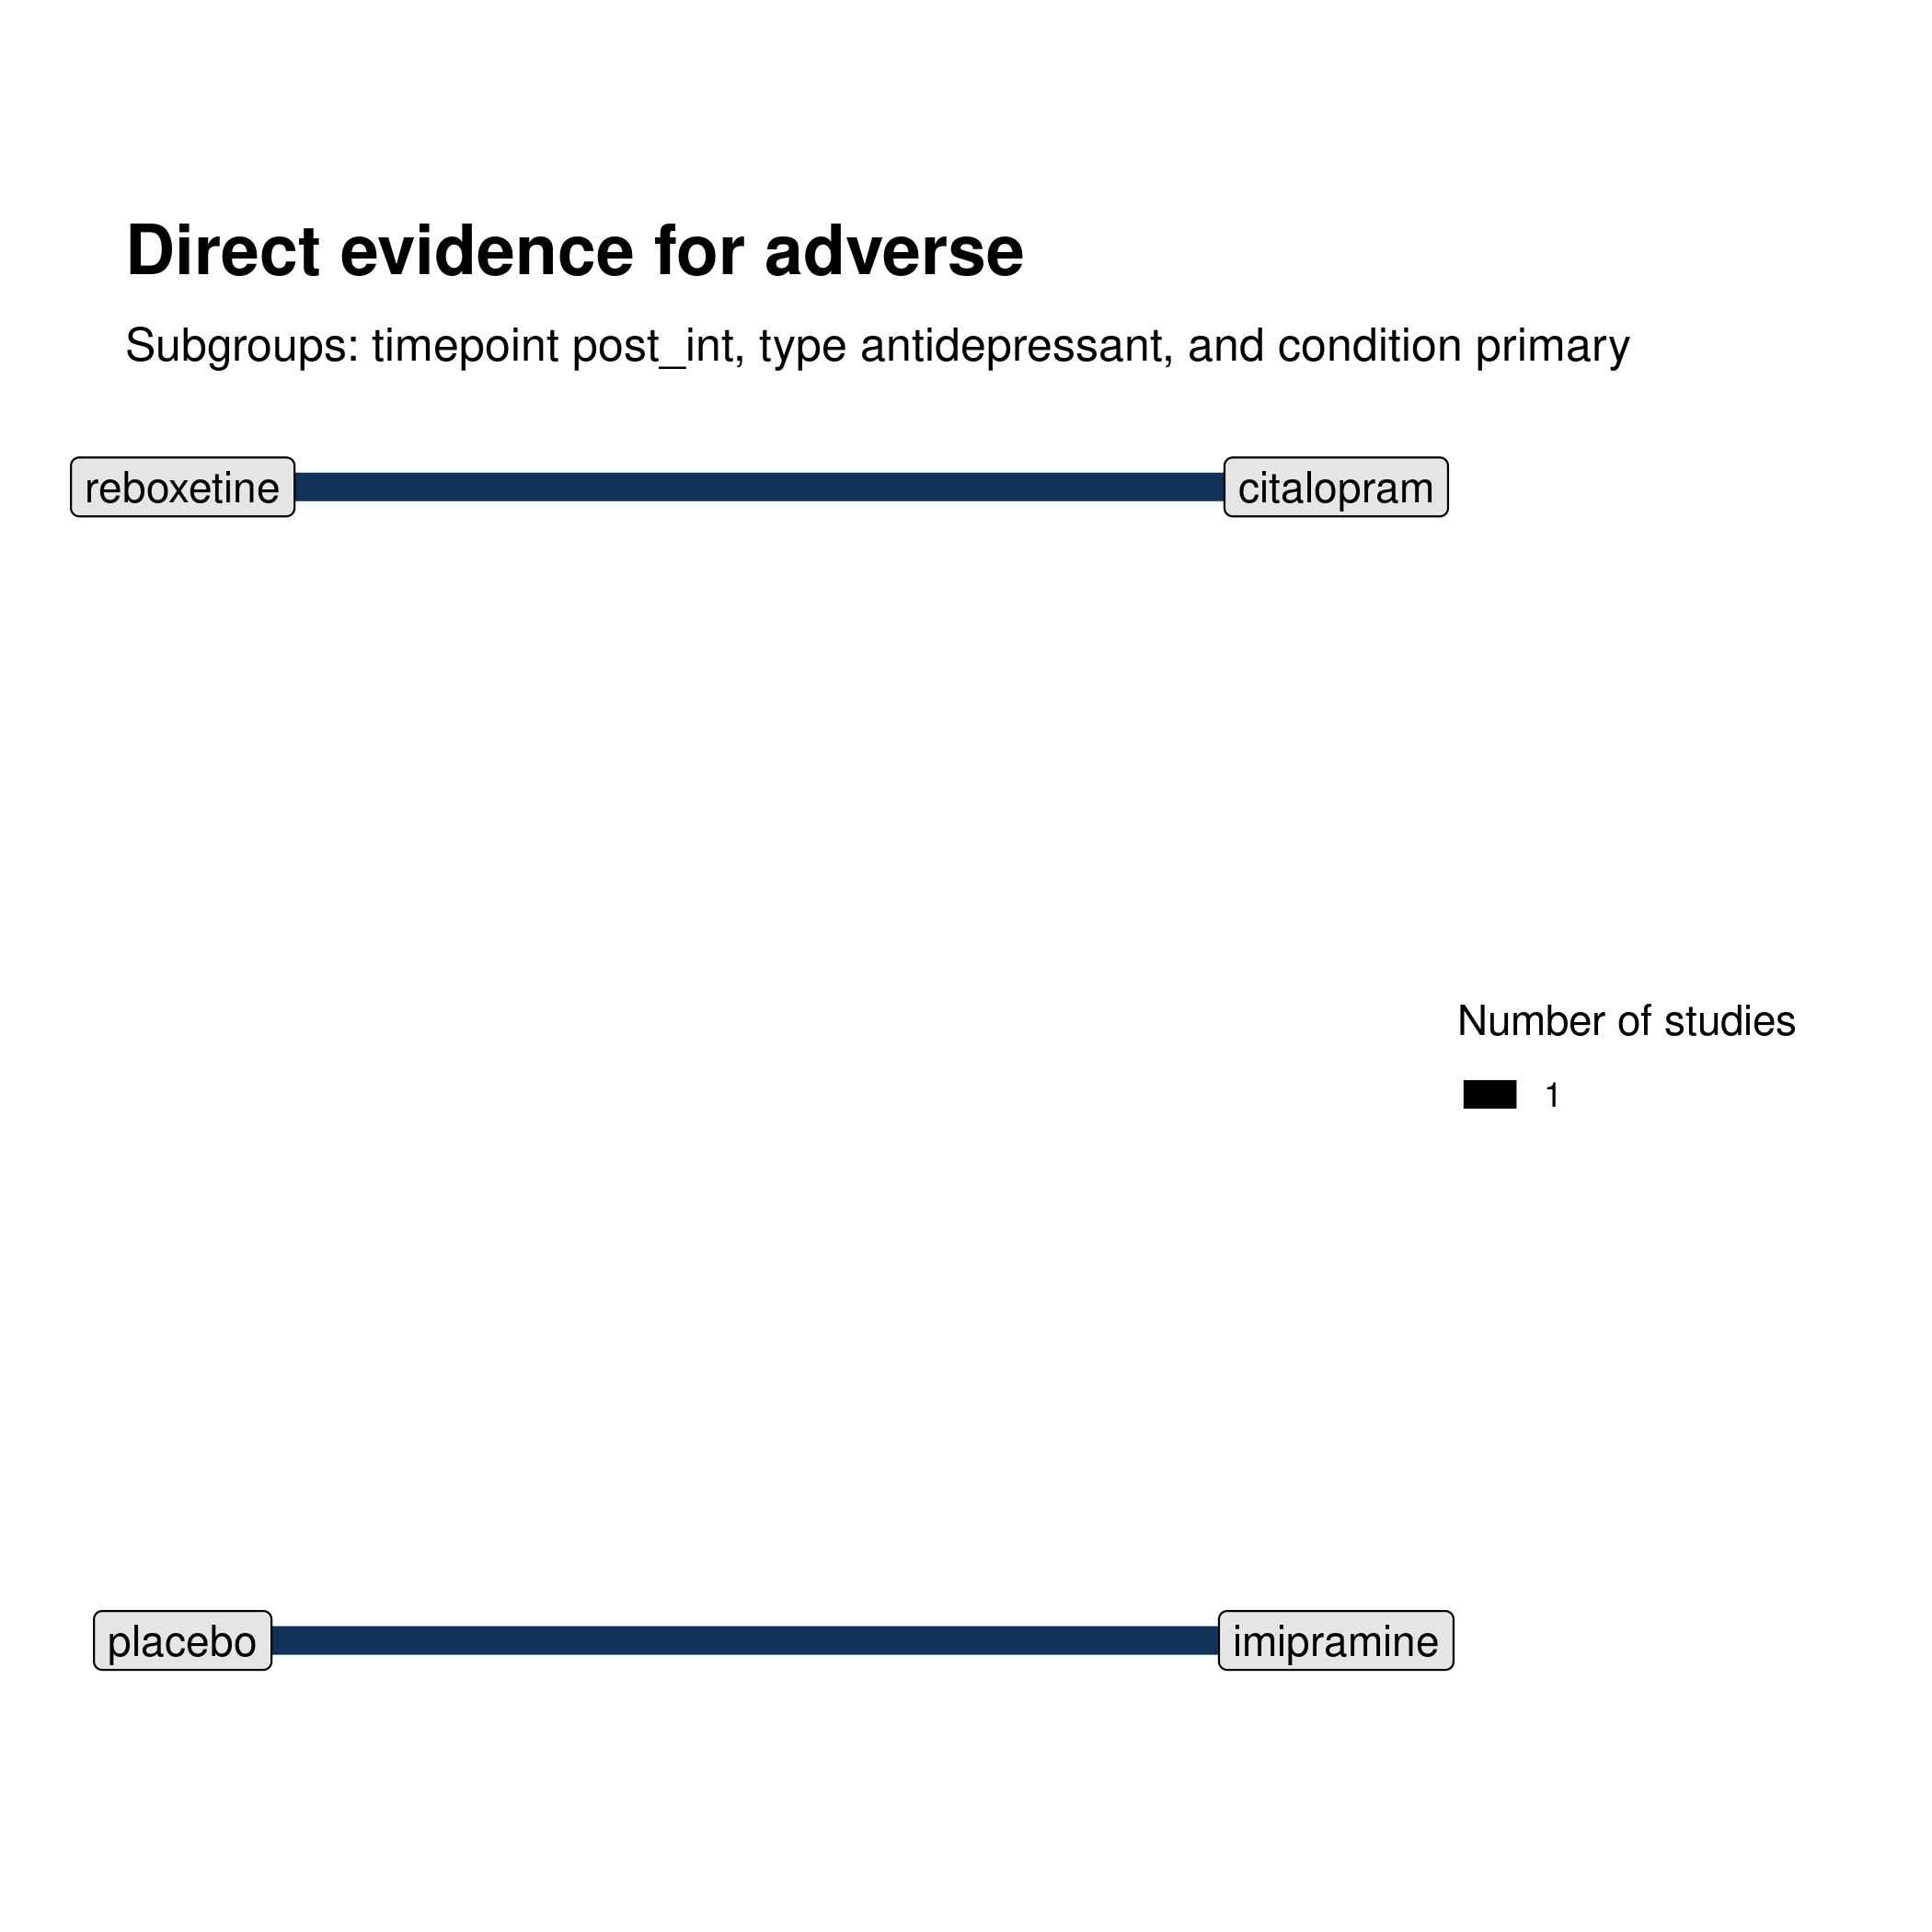 Direct evidence for adverse
Subgroups: timepoint post_int, type antidepressant, and condition primary
reboxetine
citalopram
Number of studies
1
placebo
imipramine